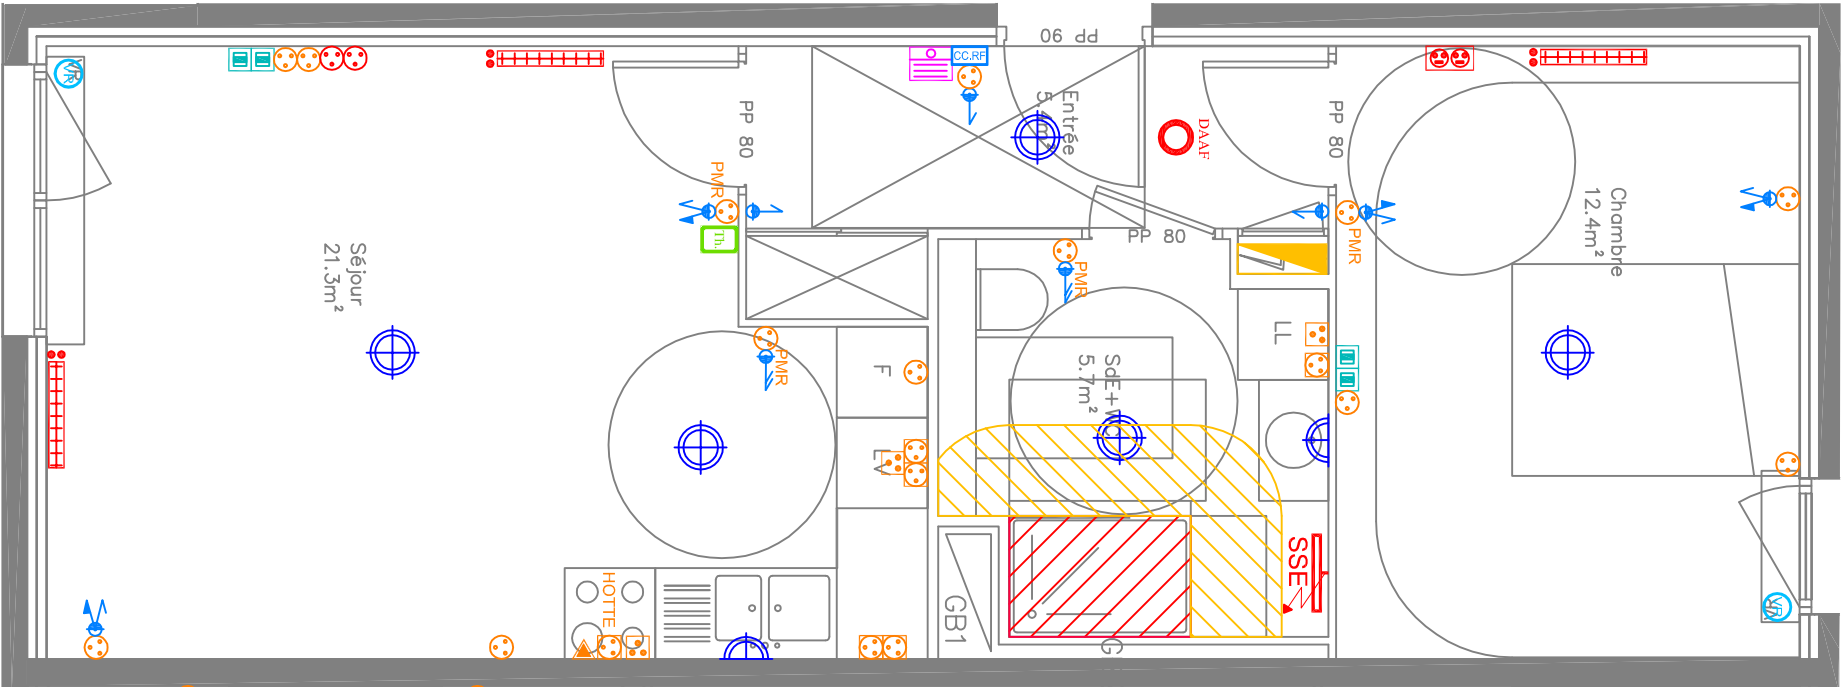 PP 90
VR
CC.RF
Entrée
5.4m²
DAAF
PP 80
PP 80
PMR
Th.
Séjour
21.3m²
PP 80
PMR
PMR
Chambre
12.4m²
LL
PMR
F
SdE+WC
5.7m²
LV
HOTTE
GB1
SSE
VR
G